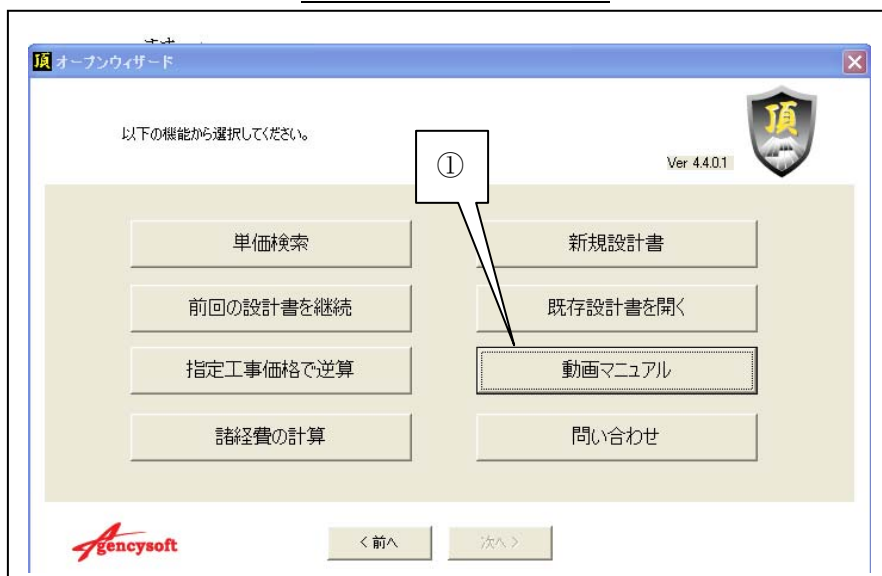 頂 オープンウィザード
以下の機能から選択してください。
頂
①
Ver 4.4.0.1
単価検索
新規設計書
前回の設計書を継続
既存設計書を開く
指定工事価格で逆算
動画マニュアル
諸経費の計算
問い合わせ
Agencysoft
< 前へ
次へ >